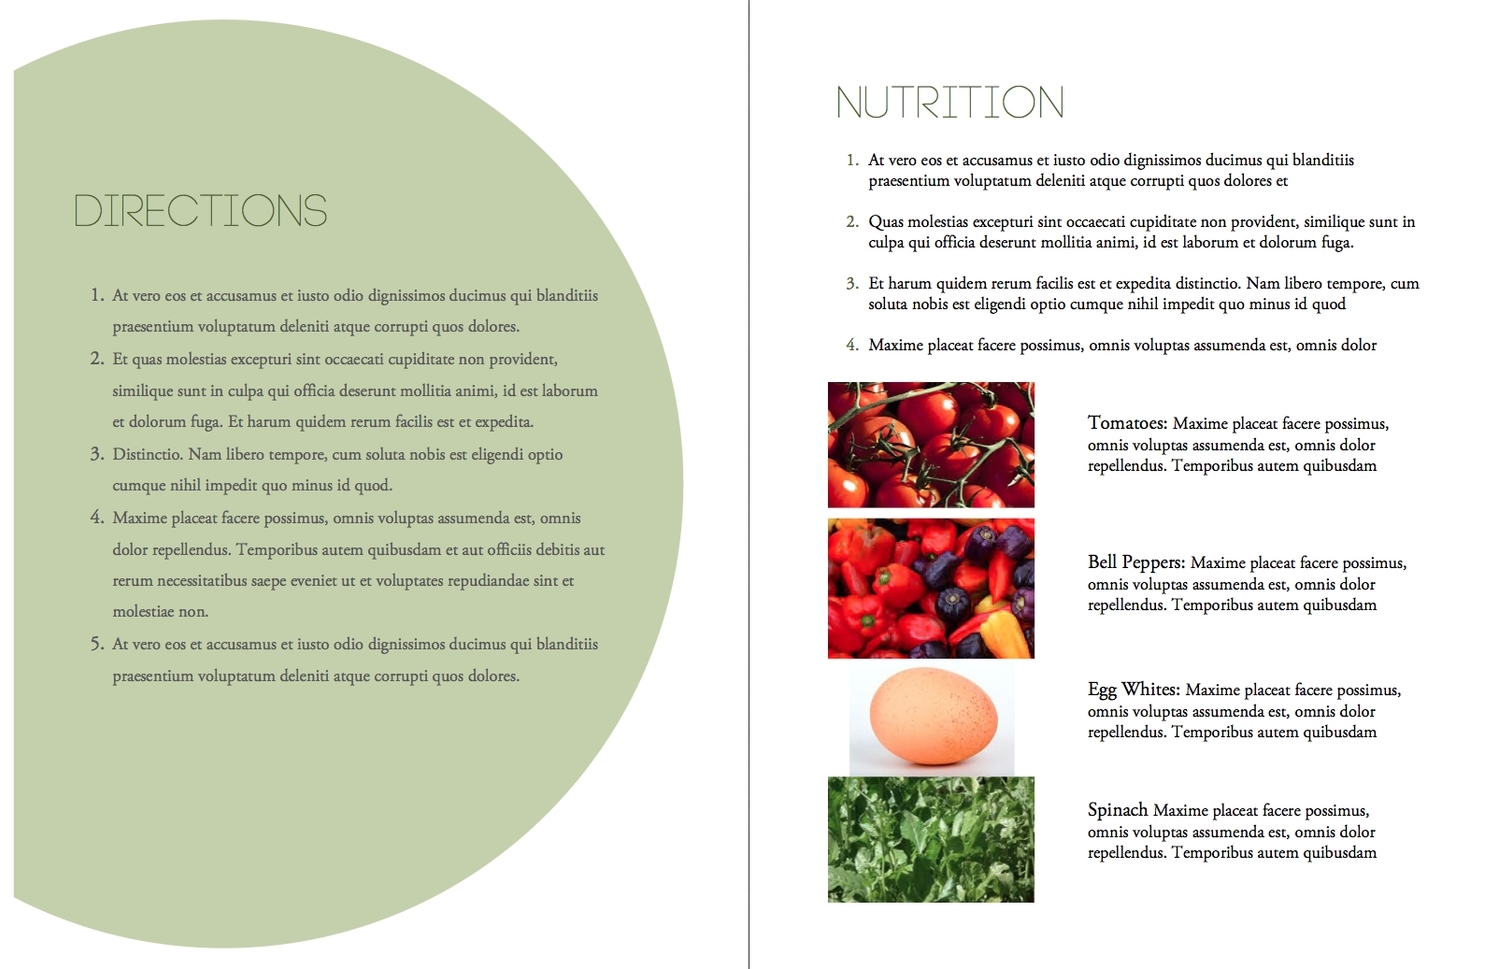 DIRECTIONS
1. At vero eos et accusamus et iusto odio dignissimos ducimus qui blanditiis
praesentium voluptatum deleniti atque corrupti quos dolores.
2. Et quas molestias excepturi sint occaecati cupiditate non provident,
similique sunt in culpa qui officia deserunt mollitia animi, id est laborum
et dolorum fuga. Et harum quidem rerum facilis est et expedita.
3. Distinctio. Nam libero tempore, cum soluta nobis est eligendi optio
cumque nihil impedit quo minus id quod.
4. Maxime placeat facere possimus, omnis voluptas assumenda est, omnis
dolor repellendus. Temporibus autem quibusdam et aut officiis debitis aut
rerum necessitatibus saepe eveniet ut et voluptates repudiandae sint et
molestiae non.
5. At vero eos et accusamus et iusto odio dignissimos ducimus qui blanditiis
praesentium voluptatum deleniti atque corrupti quos dolores.
NUTRITION
1. At vero eos et accusamus et iusto odio dignissimos ducimus qui blanditiis
praesentium voluptatum deleniti atque corrupti quos dolores et
2. Quas molestias excepturi sint occaecati cupiditate non provident, similique sunt in
culpa qui officia deserunt mollitia animi, id est laborum et dolorum fuga.
3. Et harum quidem rerum facilis est et expedita distinctio. Nam libero tempore, cum
soluta nobis est eligendi optio cumque nihil impedit quo minus id quod
4. Maxime placeat facere possimus, omnis voluptas assumenda est, omnis dolor
Tomatoes: Maxime placeat facere possimus,
omnis voluptas assumenda est, omnis dolor
repellendus. Temporibus autem quibusdam
Bell Peppers: Maxime placeat facere possimus,
omnis voluptas assumenda est, omnis dolor
repellendus. Temporibus autem quibusdam
Egg Whites: Maxime placeat facere possimus,
omnis voluptas assumenda est, omnis dolor
repellendus. Temporibus autem quibusdam
Spinach Maxime placeat facere possimus,
omnis voluptas assumenda est, omnis dolor
repellendus. Temporibus autem quibusdam